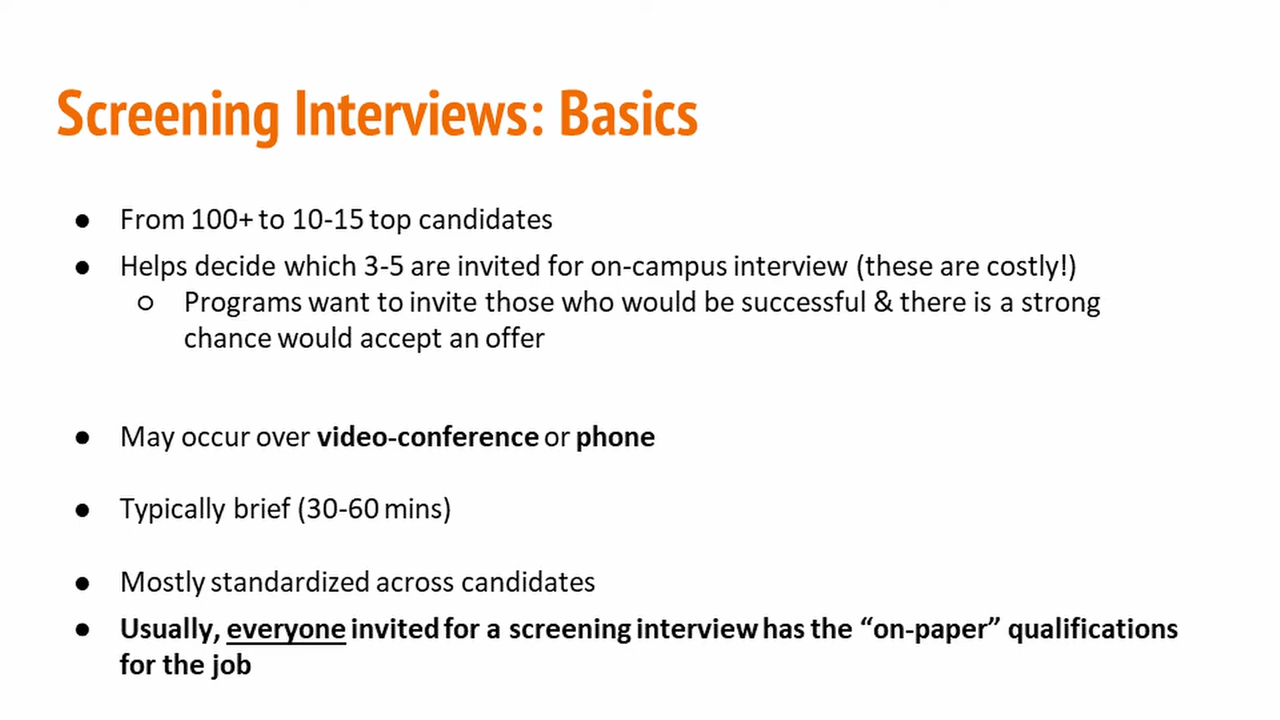 Screening Interviews: Basics
● From 100+ to 10-15 top candidates
● Helps decide which 3-5 are invited for on-campus interview (these are costly!)
○ Programs want to invite those who would be successful & there is a strong
chance would accept an offer
● May occur over video-conference or phone
● Typically brief (30-60 mins)
● Mostly standardized across candidates
● Usually, everyone invited for a screening interview has the “on-paper” qualifications
for the job